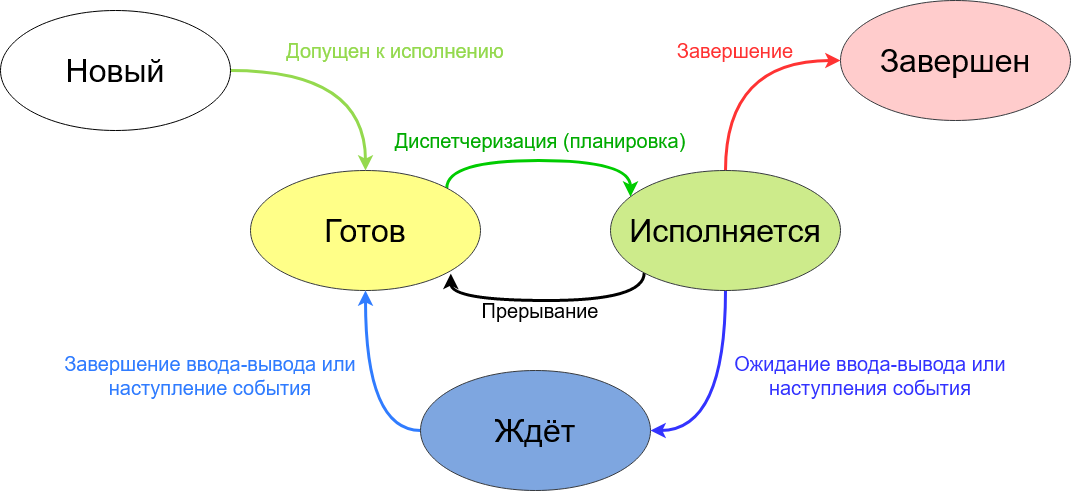 Новый
Допущен к исполнению
Завершение
Завершен
Диспетчеризация (планировка)
Готов
Исполняется
Прерывание
Завершение ввода-вывода или
наступление события
Ожидание ввода-вывода или
наступления события
Ждёт